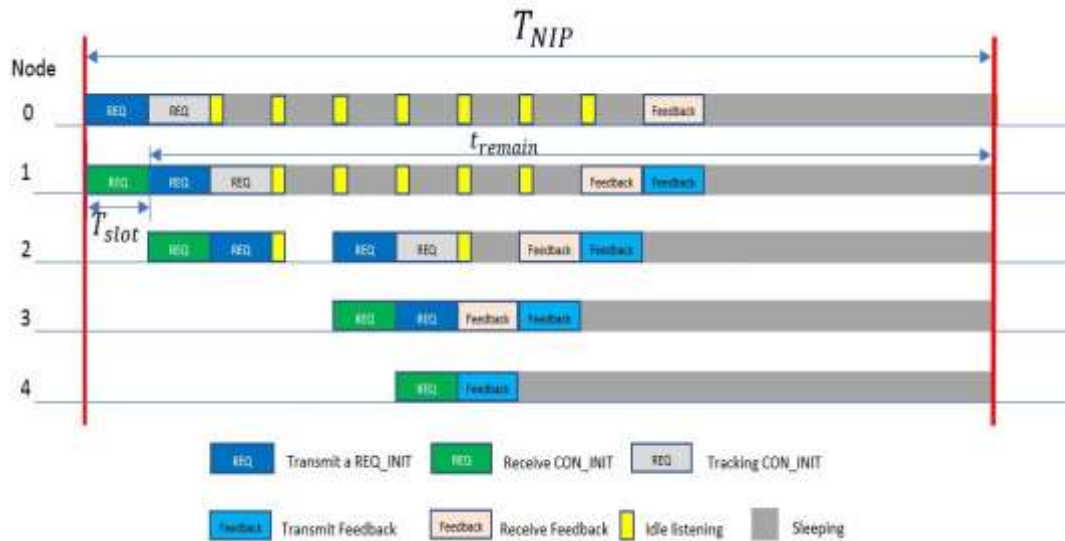 T_NIP
Node
0 REQ REQ Feedback
t_remain
1 REQ REQ REQ Feedback Feedback
T_slot
2 REQ REQ REQ REQ Feedback Feedback
3 REQ REQ Feedback Feedback
4 REQ Feedback
REQ Transmit a REQ_INIT REQ Receive CON_INIT REQ Tracking CON_INIT
Feedback Transmit Feedback Feedback Receive Feedback Idle listening Sleeping